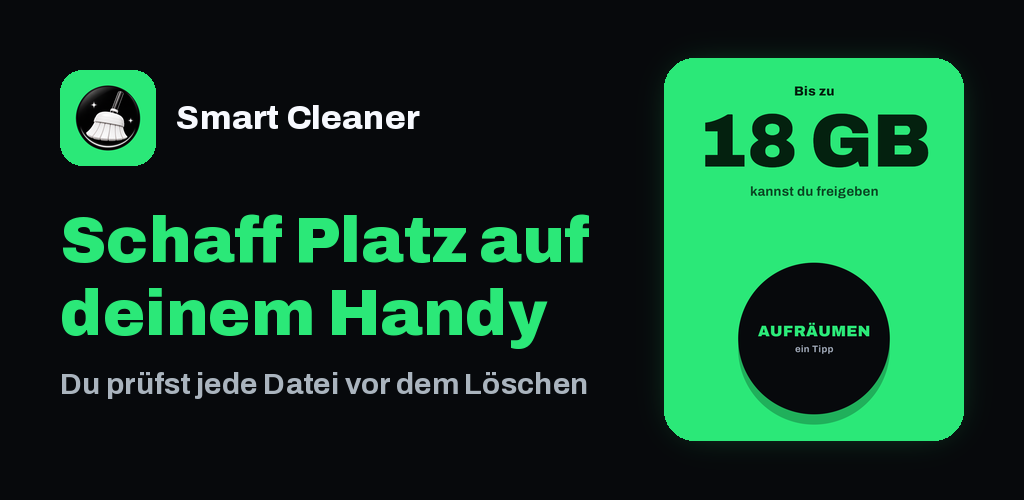 Smart Cleaner
Schaff Platz auf
deinem Handy
Du prüfst jede Datei vor dem Löschen
Bis zu
18 GB
kannst du freigeben
AUFRÄUMEN
ein Tipp